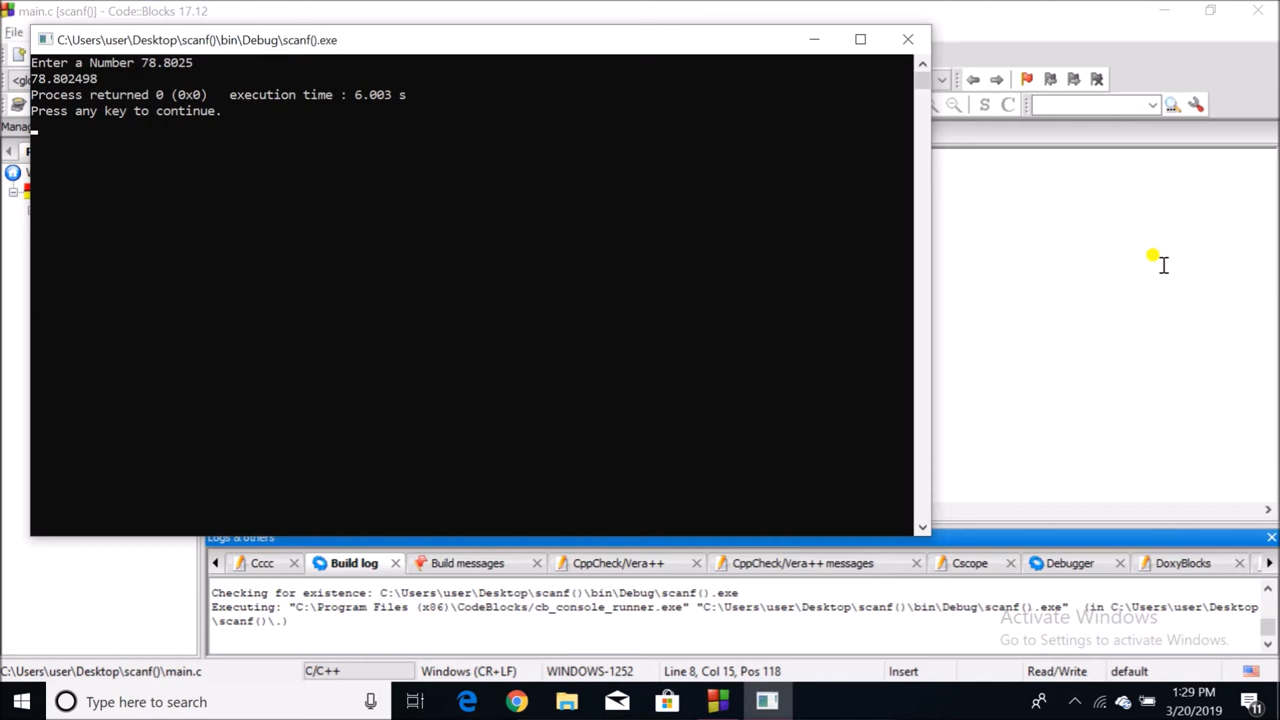 main.c [scanf()] - Code::Blocks 17.12
File
C:\Users\user\Desktop\scanf()\bin\Debug\scanf().exe
Enter a Number 78.8025
78.802498
Process returned 0 (0x0)   execution time : 6.003 s
Press any key to continue.
<gl
S C
Mana
Logs & others
Cccc
Build log
Build messages
CppCheck/Vera++
CppCheck/Vera++ messages
Cscope
Debugger
DoxyBlocks
Checking for existence: C:\Users\user\Desktop\scanf()\bin\Debug\scanf().exe
Executing: "C:\Program Files (x86)\CodeBlocks/cb_console_runner.exe" "C:\Users\user\Desktop\scanf()\bin\Debug\scanf().exe"  (in C:\Users\user\Desktop
\scanf()\.)
Activate Windows
Go to Settings to activate Windows.
C:\Users\user\Desktop\scanf()\main.c
C/C++
Windows (CR+LF)
WINDOWS-1252
Line 8, Col 15, Pos 118
Insert
Read/Write
default
Type here to search
1:29 PM
3/20/2019
11